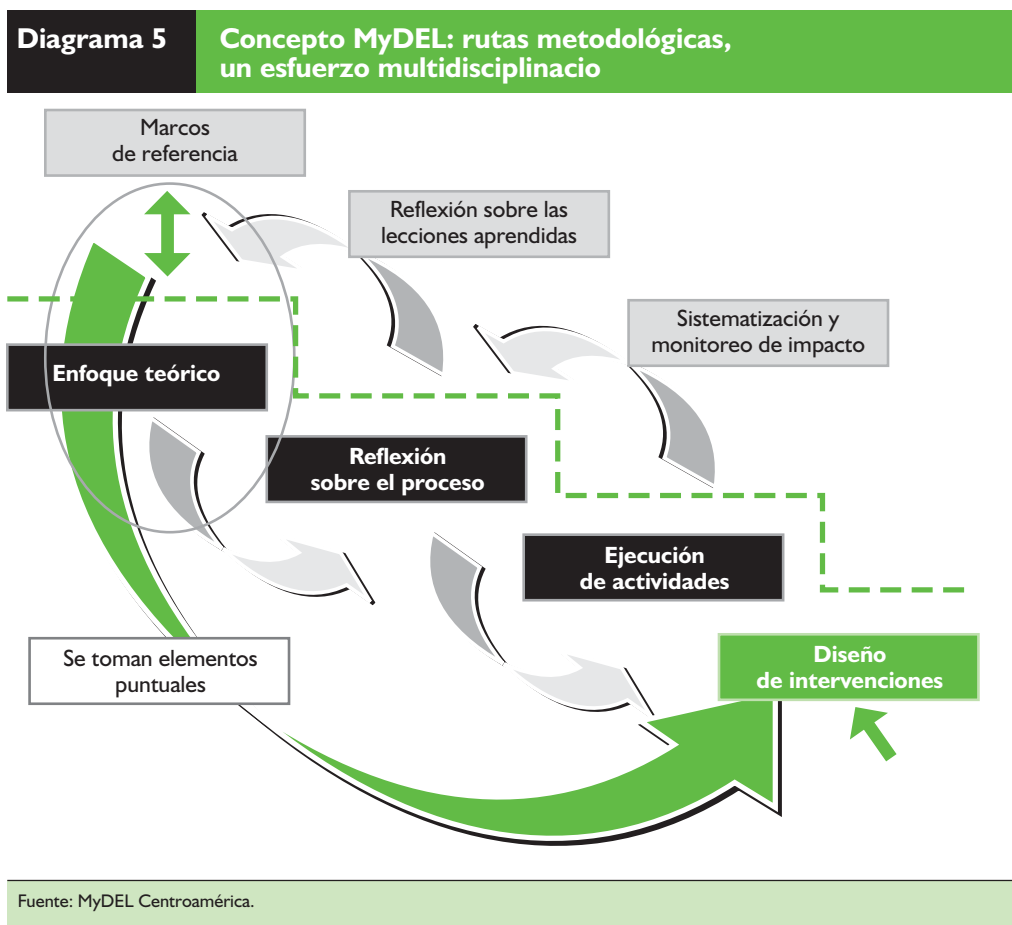 Diagrama 5
Concepto MyDEL: rutas metodológicas,
un esfuerzo multidisciplinacio
Marcos
de referencia
Reflexión sobre las
lecciones aprendidas
Sistematización y
monitoreo de impacto
Enfoque teórico
Reflexión
sobre el proceso
Ejecución
de actividades
Se toman elementos
puntuales
Diseño
de intervenciones
Fuente: MyDEL Centroamérica.